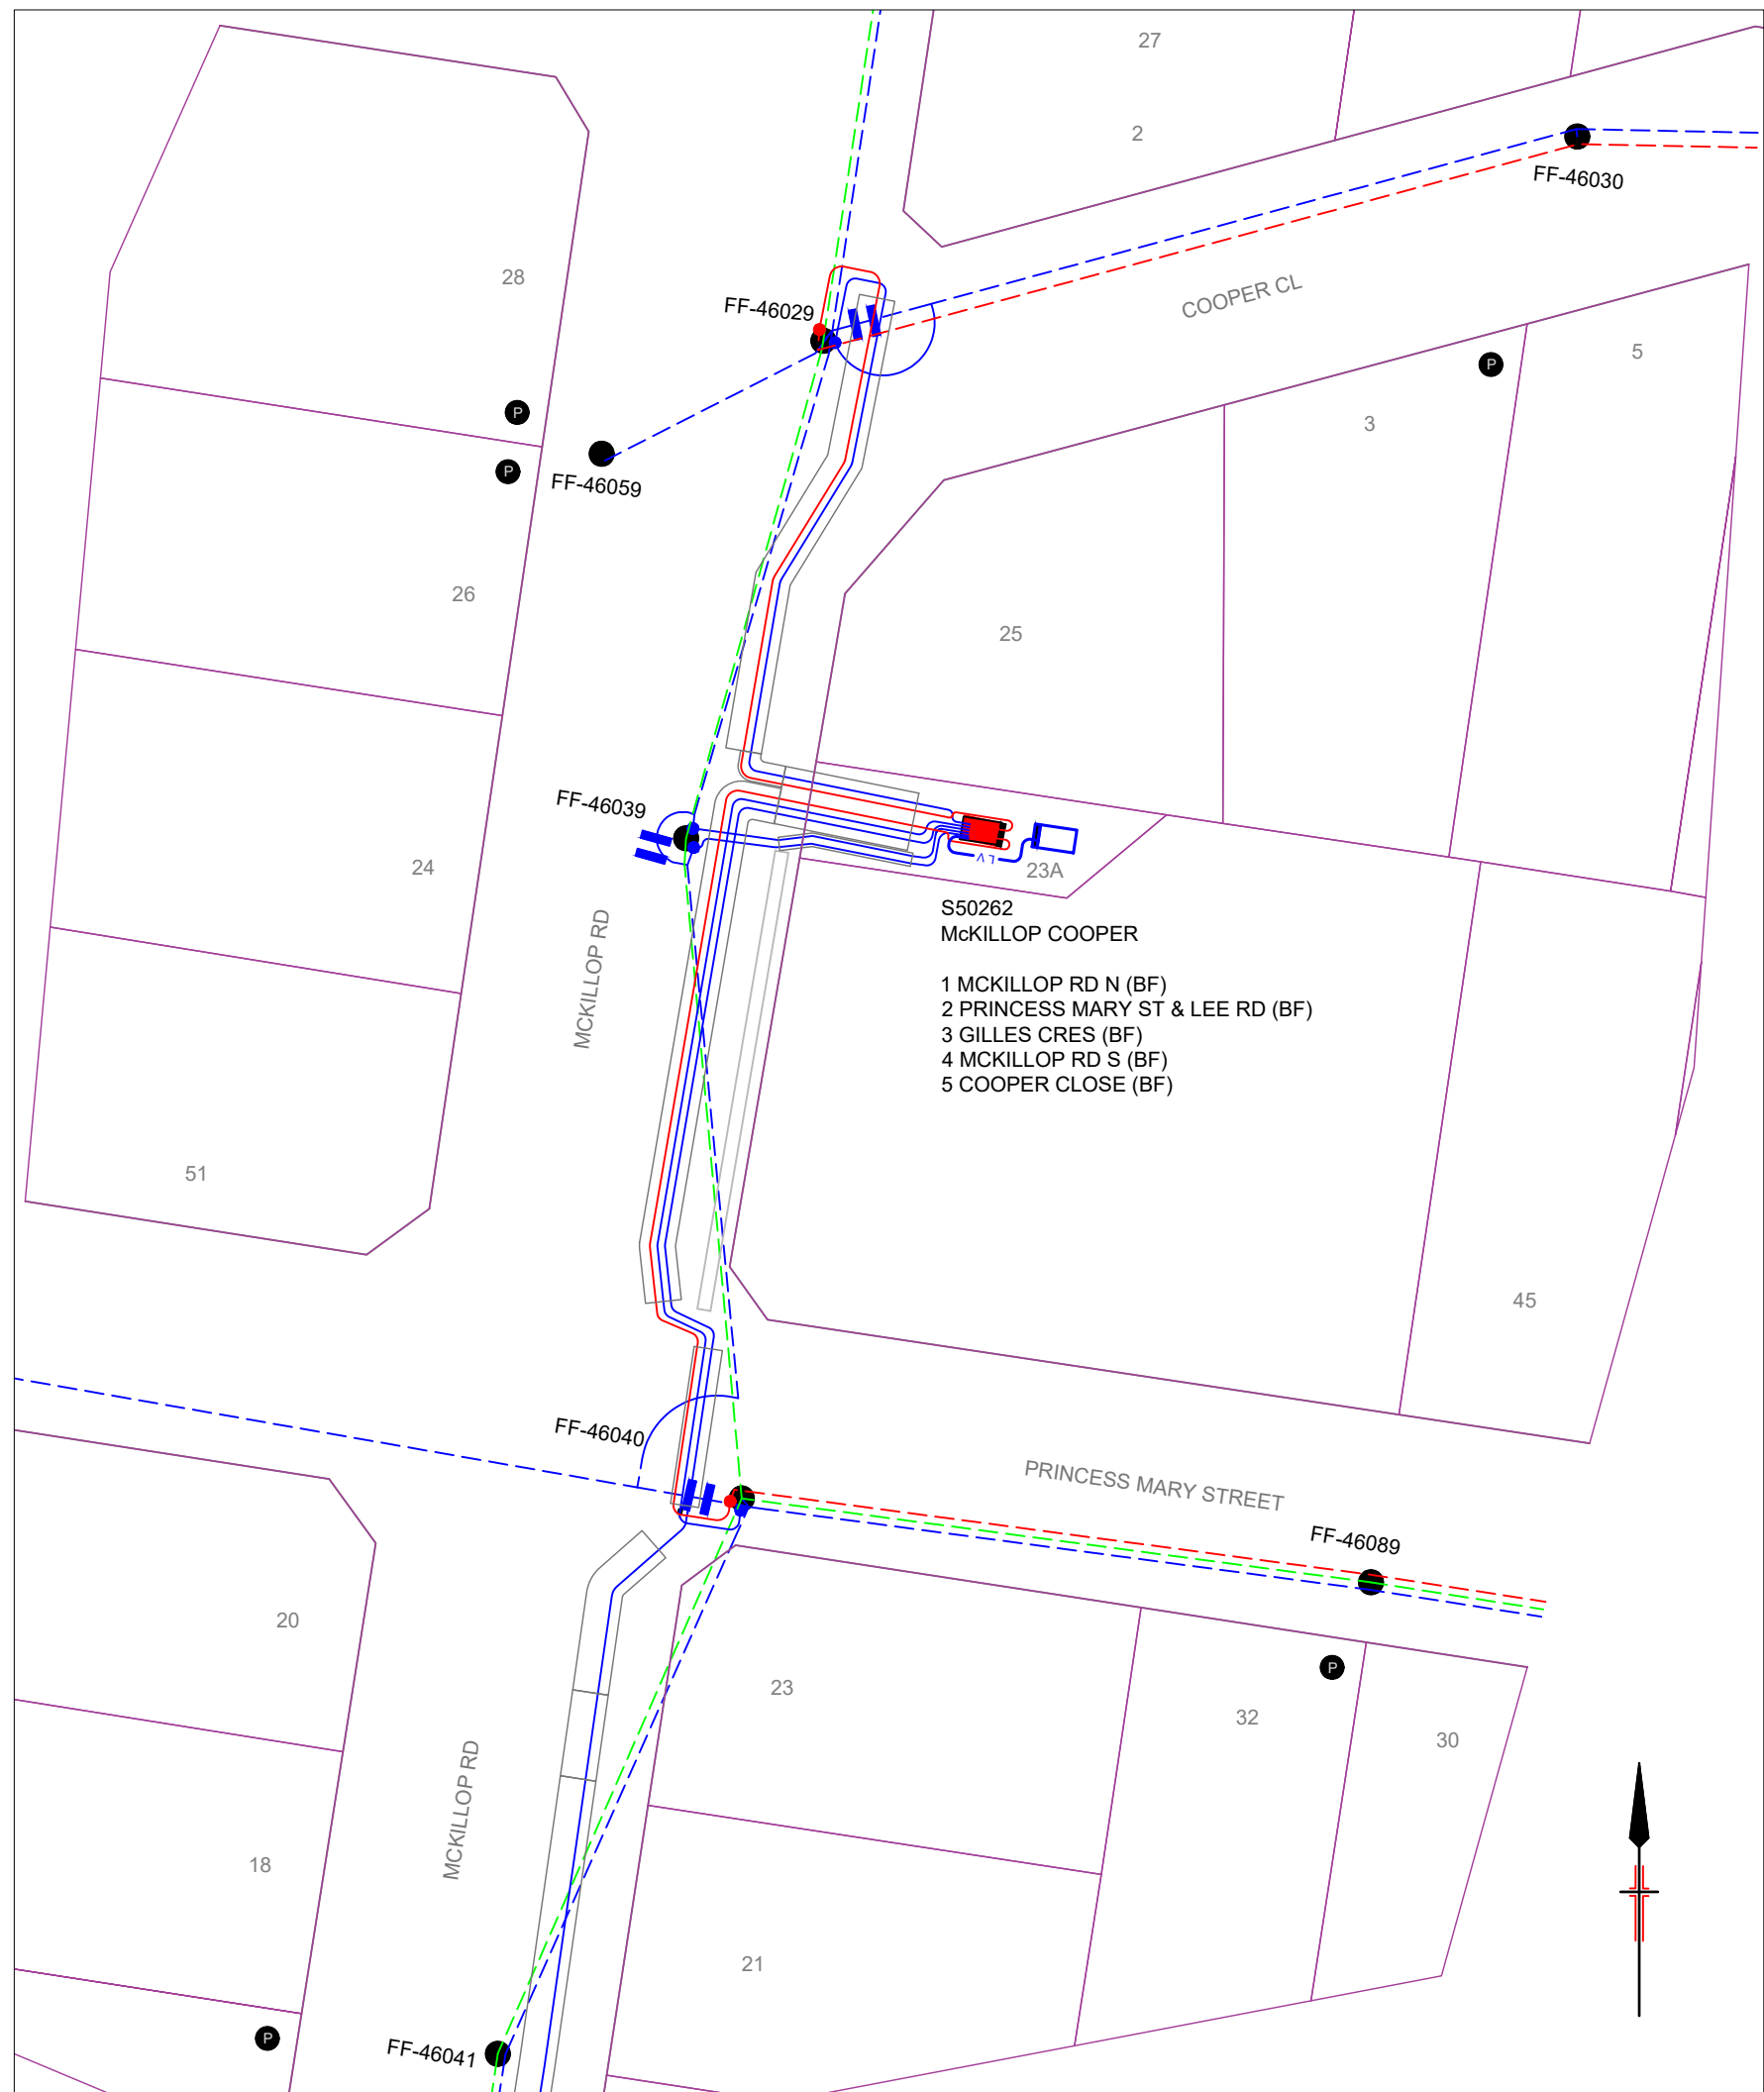 27
2
FF-46030
28
COOPER CL
FF-46029
5
P
3
P
P
FF-46059
26
25
FF-46039
24
LV
23A
S50262
McKILLOP COOPER
MCKILLOP RD
1 MCKILLOP RD N (BF)
2 PRINCESS MARY ST & LEE RD (BF)
3 GILLES CRES (BF)
4 MCKILLOP RD S (BF)
5 COOPER CLOSE (BF)
51
45
FF-46040
PRINCESS MARY STREET
FF-46089
20
23
P
32
30
MCKILLOP RD
18
21
P
FF-46041